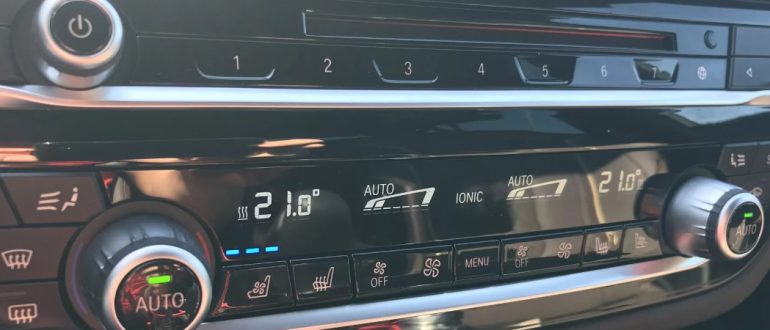 1 2 3 4 5 6 7
21.0° AUTO IONIC AUTO 21.0°
AUTO OFF MENU OFF AUTO